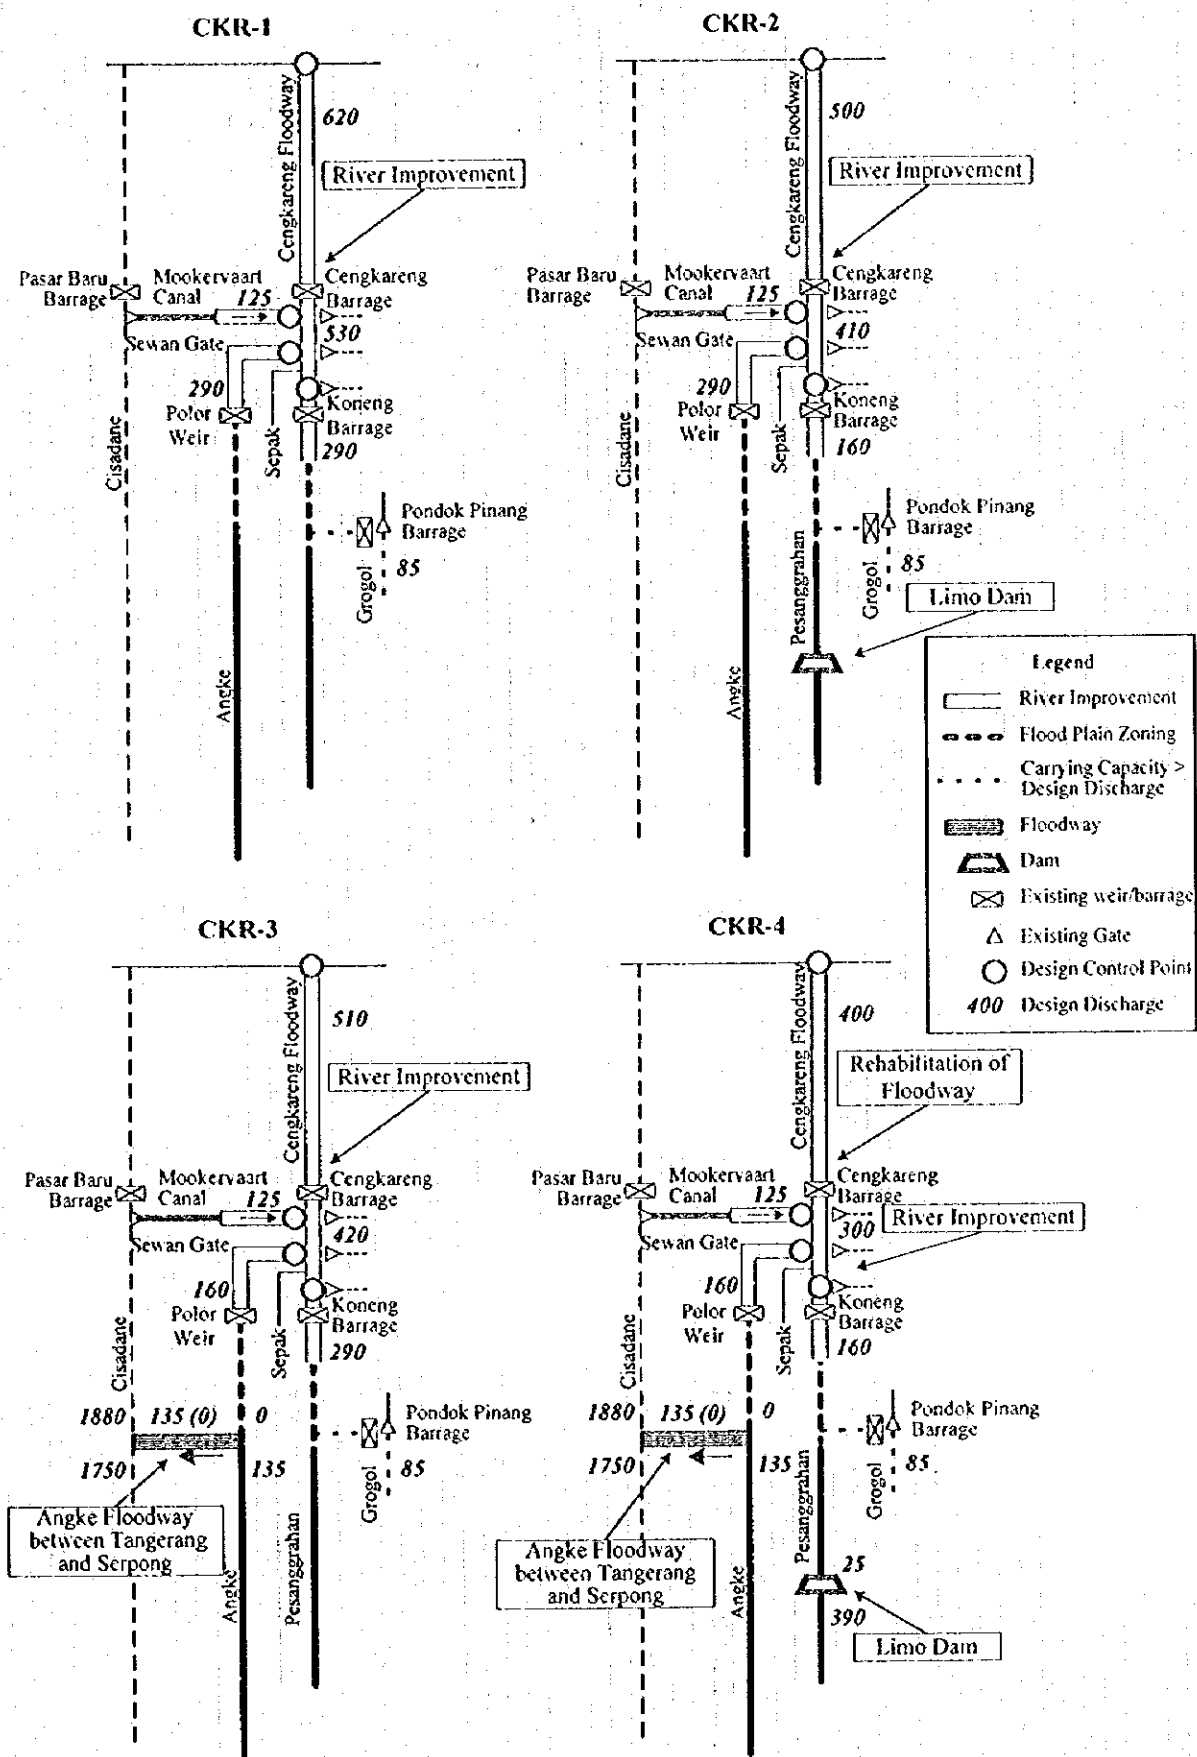 CKR-1
Cengkareng Floodway
620
River Improvement
Pasar Baru
Barrage
Mookervaart
Canal
125
Cengkareng
Barrage
530
Sewan Gate
290
Polor
Weir
Sepak
Koneng
Barrage
290
Cisadane
Pondok Pinang
Barrage
85
Grogol
Angke
CKR-2
Cengkareng Floodway
500
River Improvement
Pasar Baru
Barrage
Mookervaart
Canal
125
Cengkareng
Barrage
410
Sewan Gate
290
Polor
Weir
Sepak
Koneng
Barrage
160
Cisadane
Pondok Pinang
Barrage
85
Grogol
Pesanggrahan
Limo Dam
Angke
Legend
River Improvement
Flood Plain Zoning
Carrying Capacity >
Design Discharge
Floodway
Dam
Existing weir/barrage
Existing Gate
Design Control Point
400 Design Discharge
CKR-3
Cengkareng Floodway
510
River Improvement
Pasar Baru
Barrage
Mookervaart
Canal
125
Cengkareng
Barrage
420
Sewan Gate
160
Polor
Weir
Sepak
Koneng
Barrage
290
Cisadane
1880
135 (0)
0
Pondok Pinang
Barrage
1750
135
85
Grogol
Angke Floodway
between Tangerang
and Serpong
Angke
Pesanggrahan
CKR-4
Cengkareng Floodway
400
Rehabilitation of
Floodway
Pasar Baru
Barrage
Mookervaart
Canal
125
Cengkareng
Barrage
300
River Improvement
Sewan Gate
160
Polor
Weir
Sepak
Koneng
Barrage
160
Cisadane
1880
135 (0)
0
Pondok Pinang
Barrage
1750
135
85
Grogol
Pesanggrahan
Angke Floodway
between Tangerang
and Serpong
Angke
25
390
Limo Dam